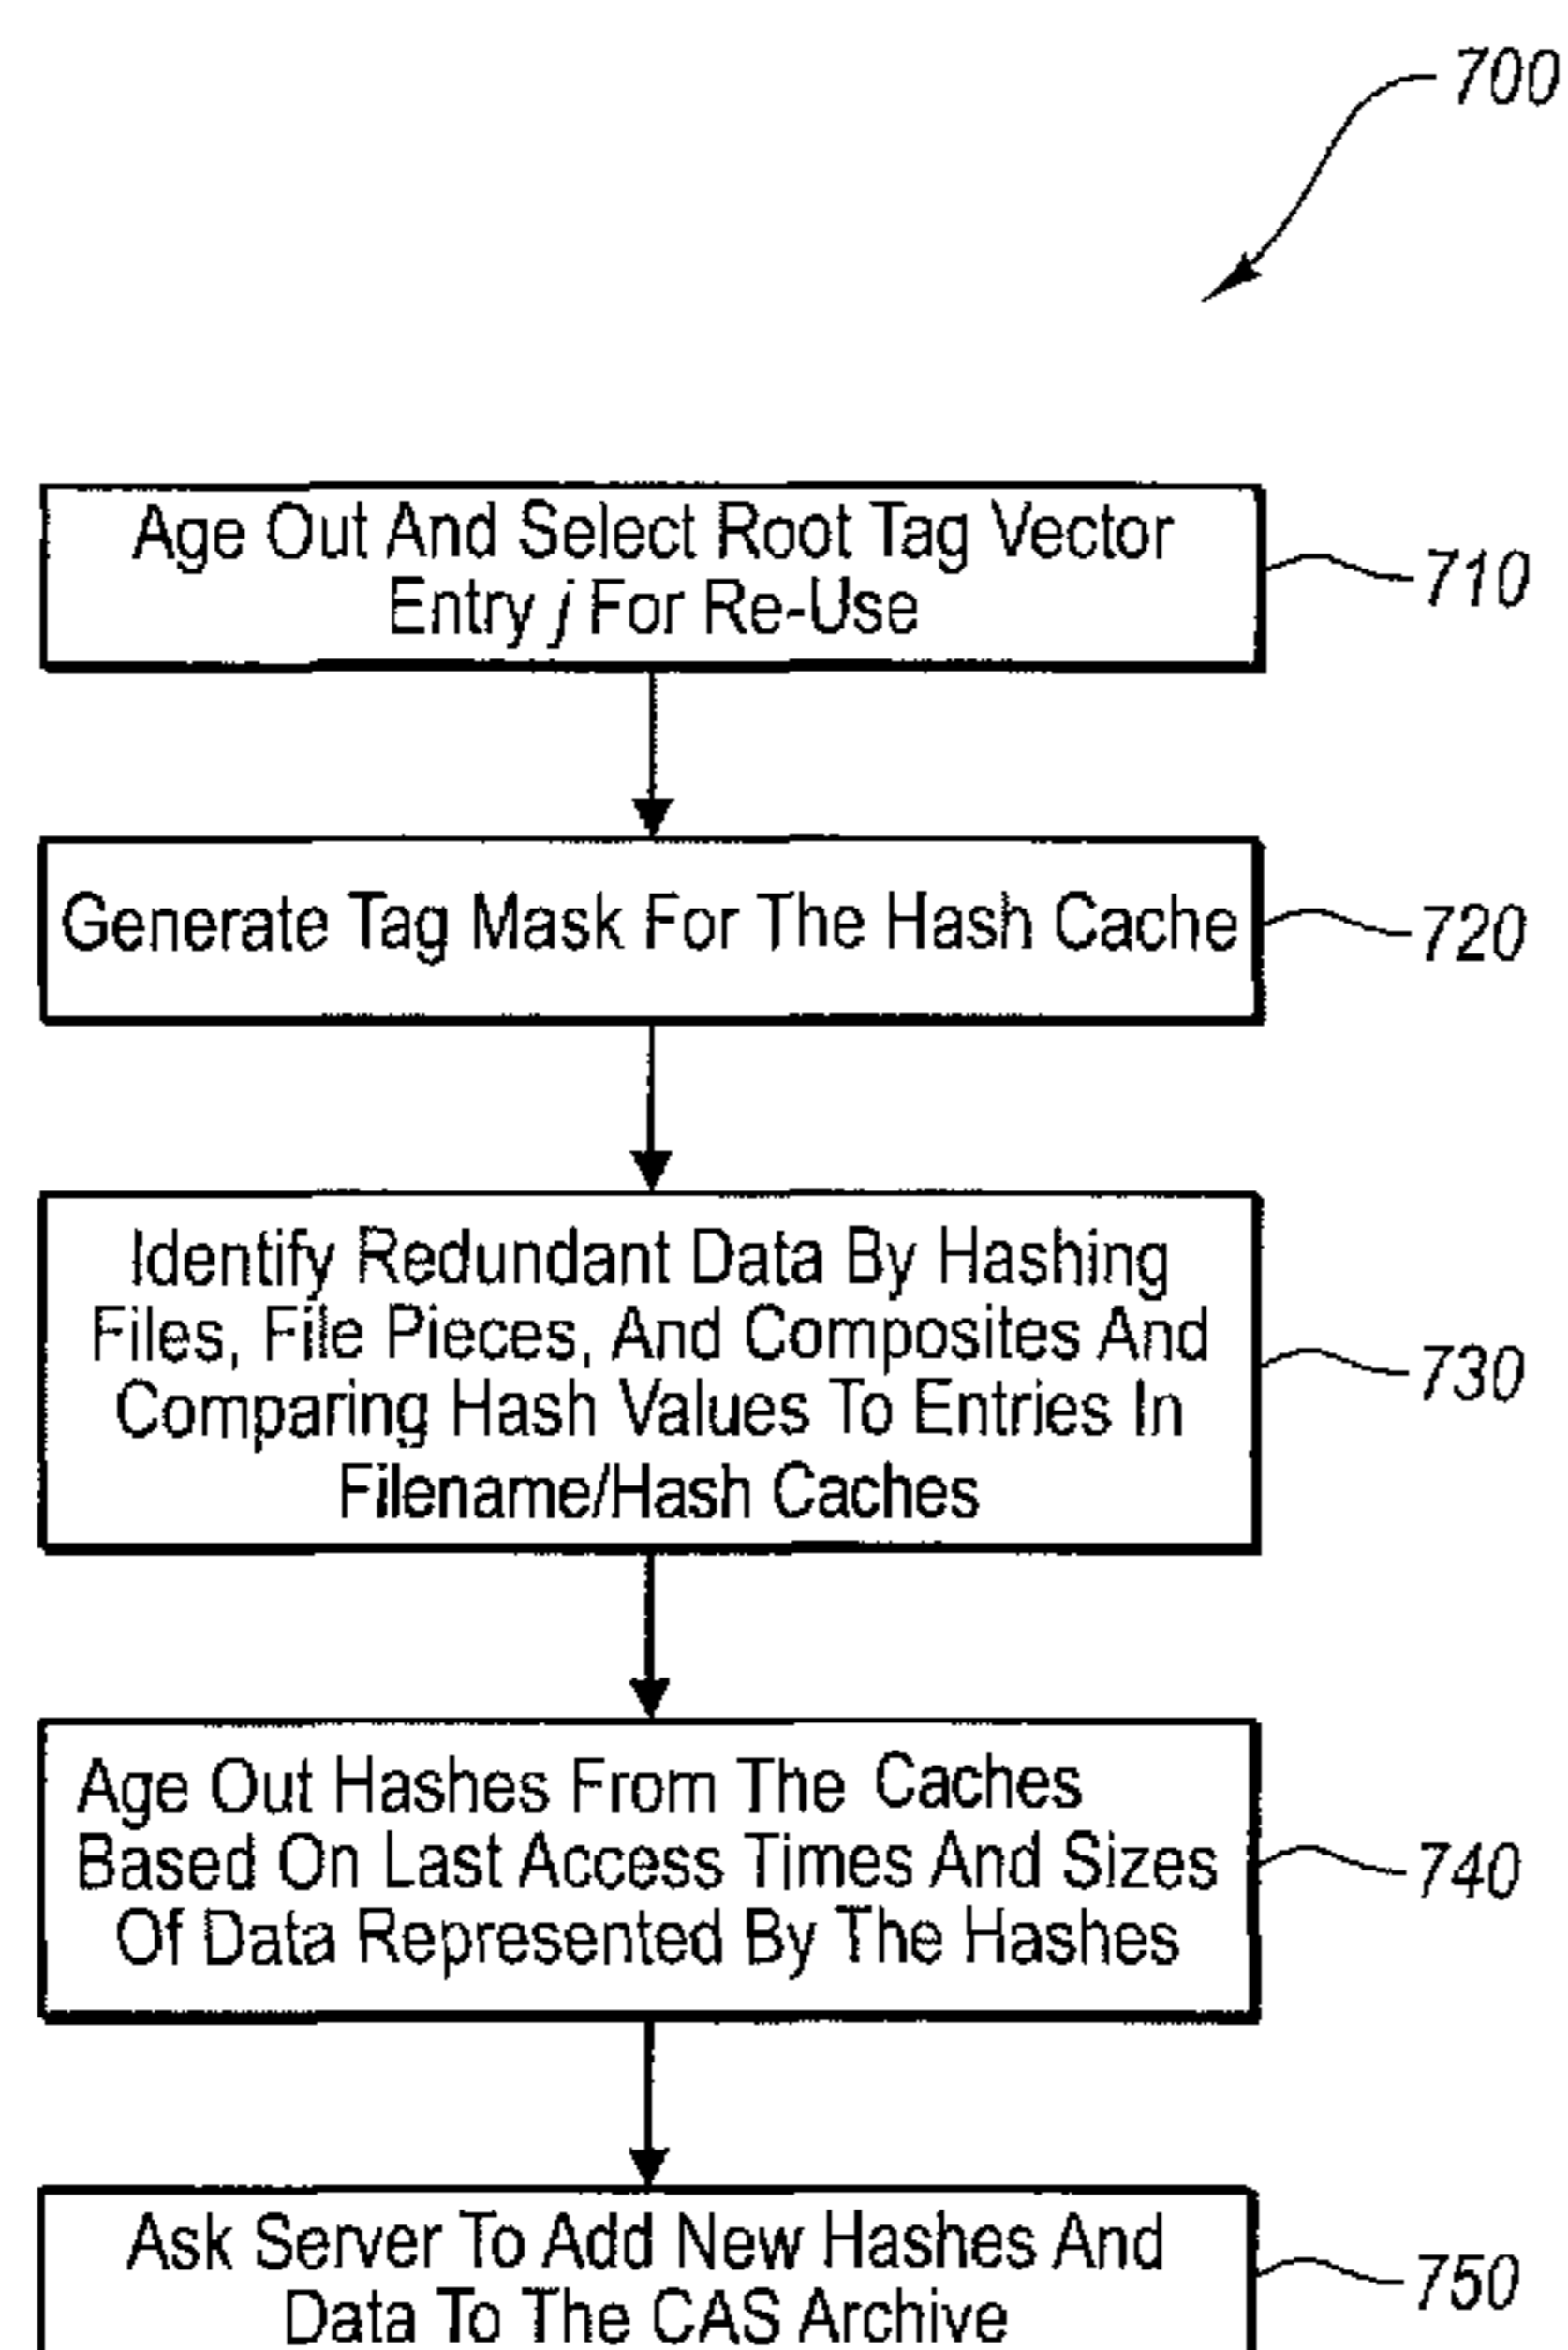 700
Age Out And Select Root Tag Vector
Entry j For Re-Use
710
Generate Tag Mask For The Hash Cache
720
Identify Redundant Data By Hashing
Files, File Pieces, And Composites And
Comparing Hash Values To Entries In
Filename/Hash Caches
730
Age Out Hashes From The Caches
Based On Last Access Times And Sizes
Of Data Represented By The Hashes
740
Ask Server To Add New Hashes And
Data To The CAS Archive
750